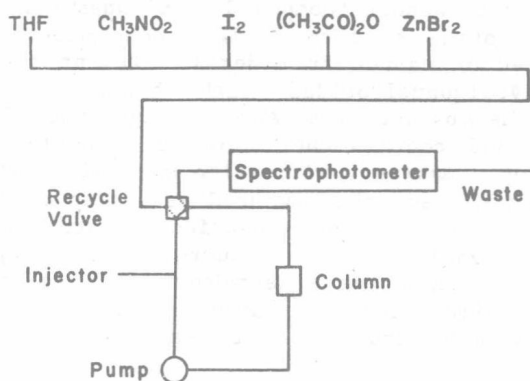 THF CH3NO2 I2 (CH3CO)2O ZnBr2
Spectrophotometer
Waste
Recycle
Valve
Injector
Column
Pump